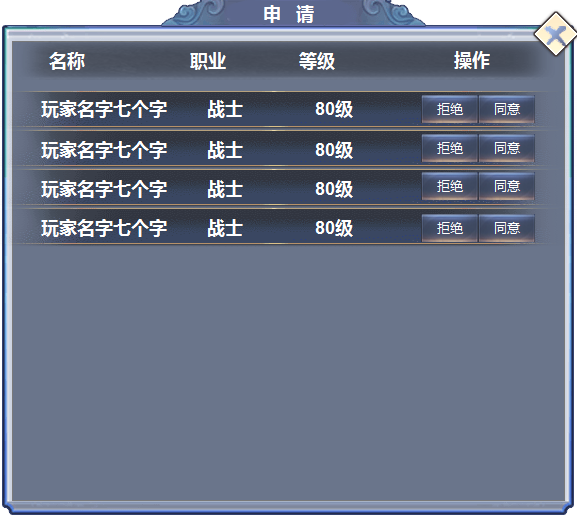 申 请
名称 职业 等级 操作
玩家名字七个字 战士 80级 拒绝 同意
玩家名字七个字 战士 80级 拒绝 同意
玩家名字七个字 战士 80级 拒绝 同意
玩家名字七个字 战士 80级 拒绝 同意